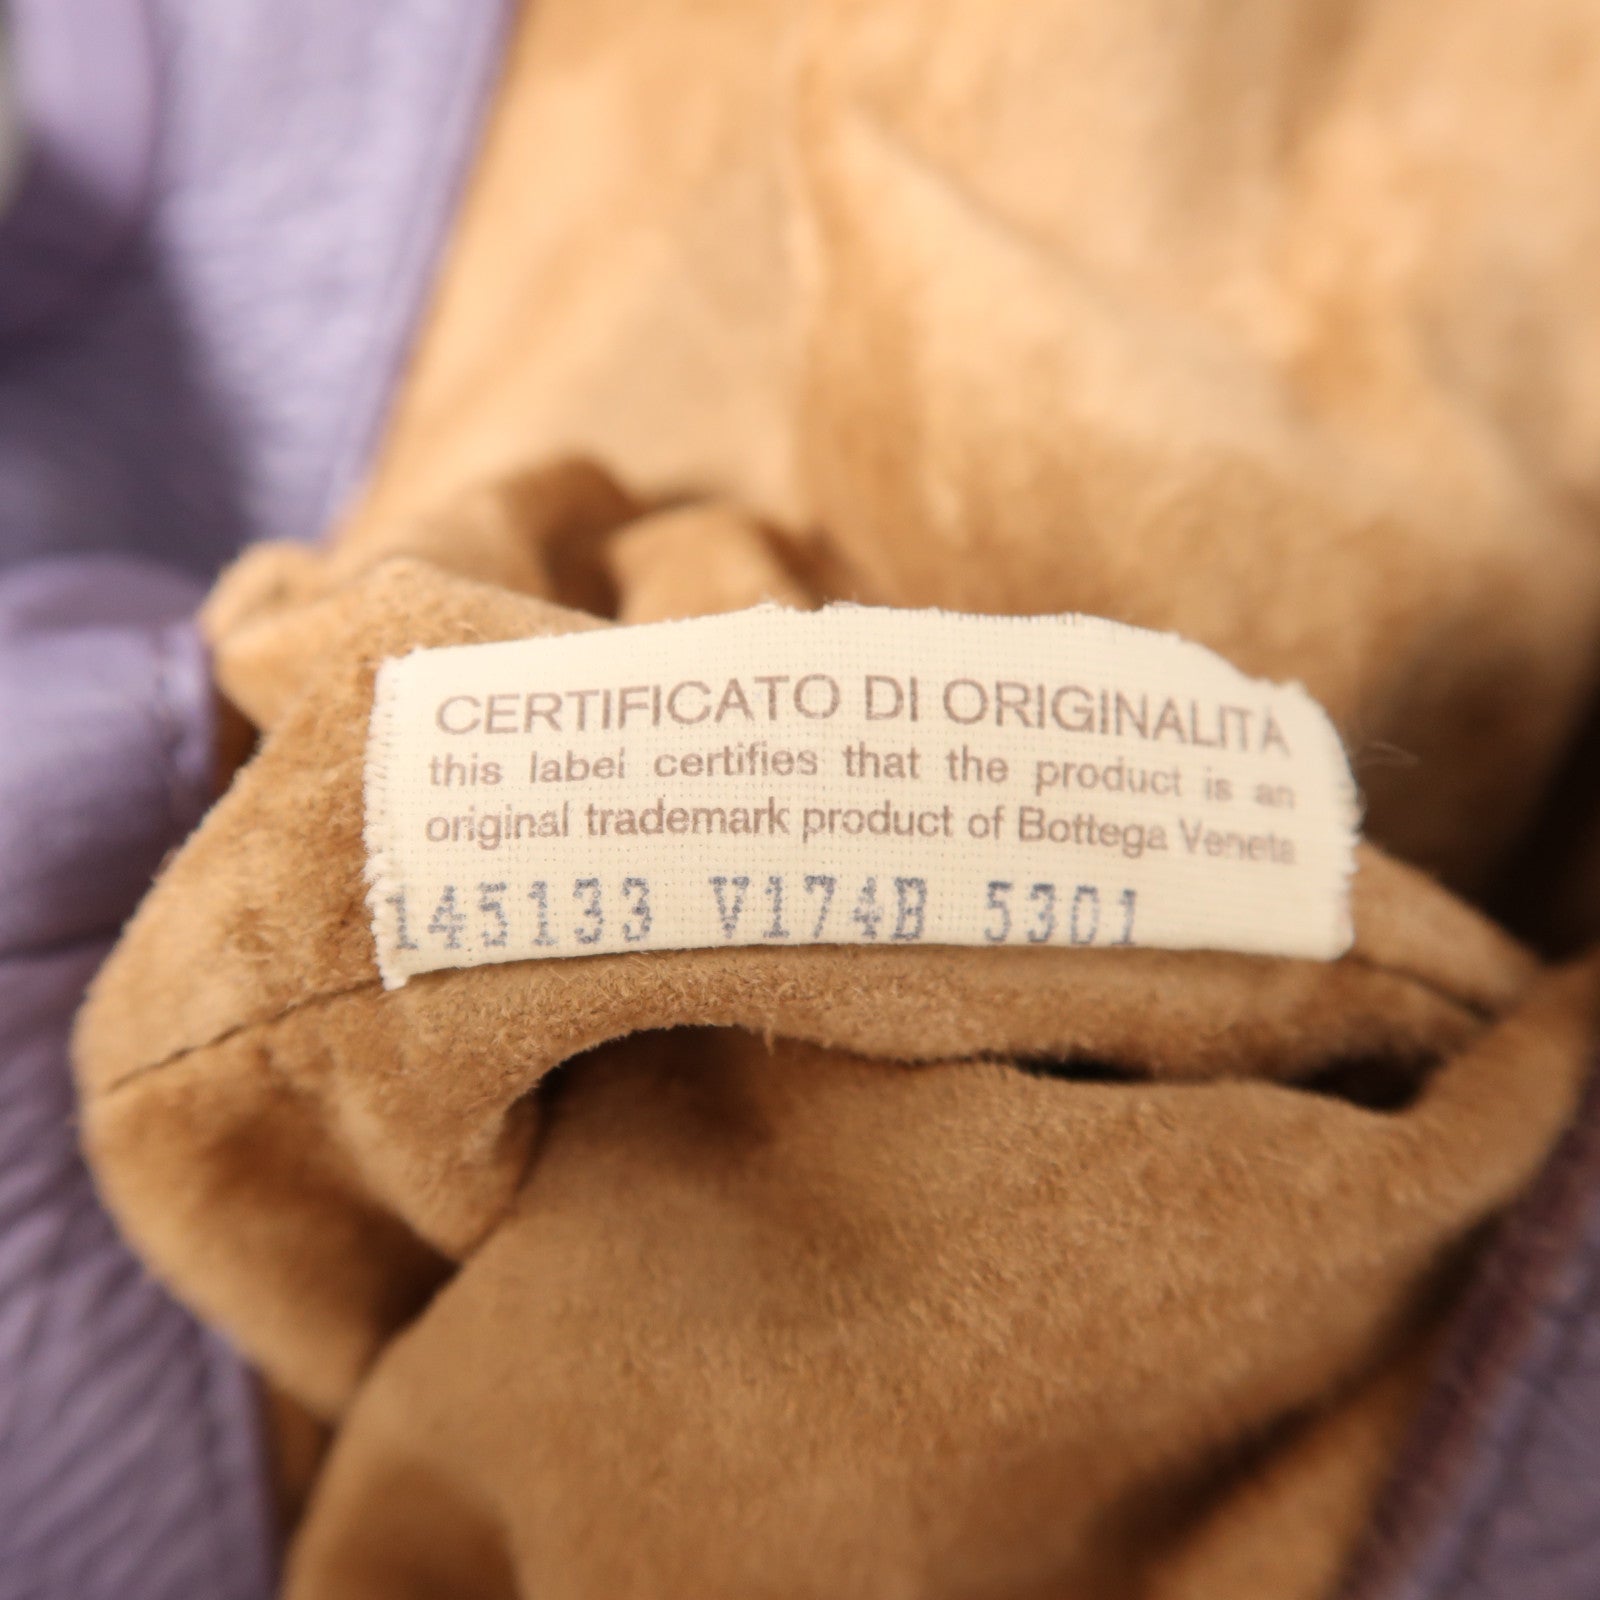 CERTIFICATO DI ORIGINALITÀ
this label certifies that the product is an
original trademark product of Bottega Veneta
145133 V174B 5301